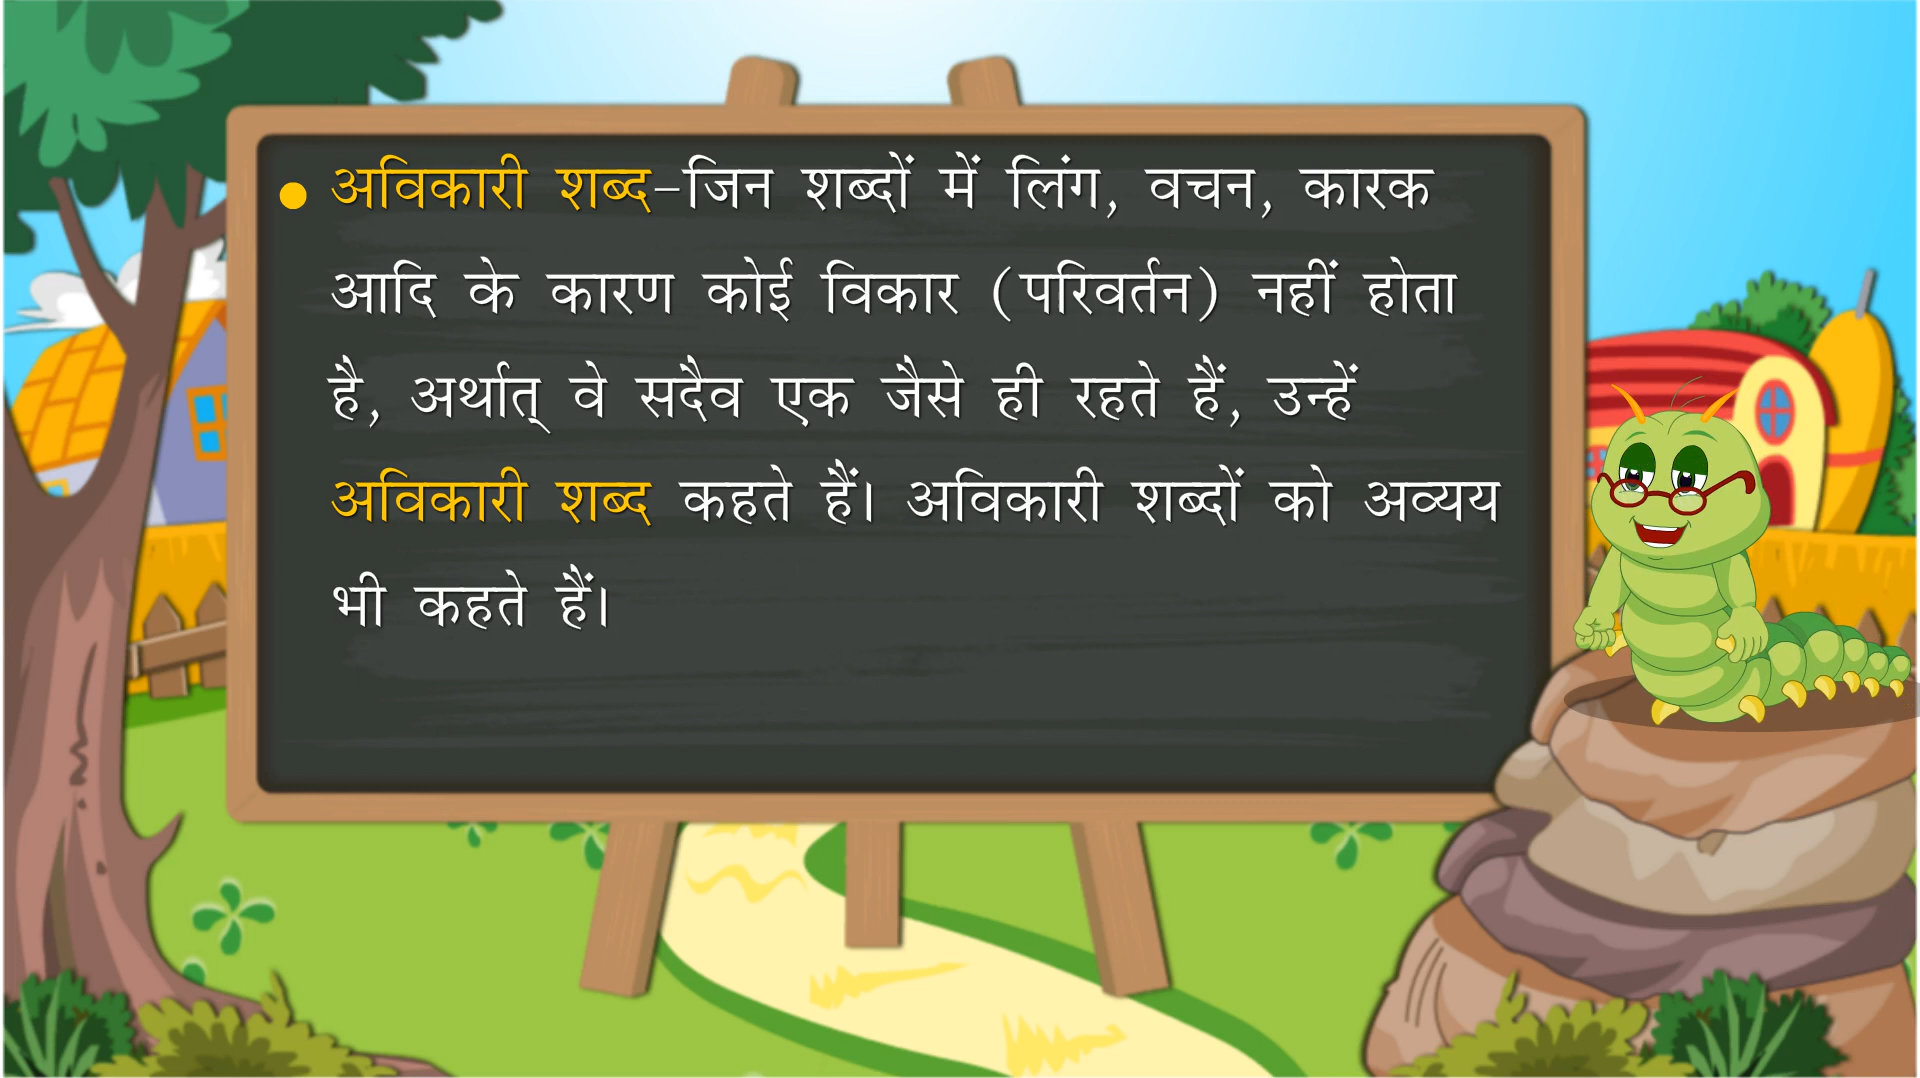 • अविकारी शब्द-जिन शब्दों में लिंग, वचन, कारक
आदि के कारण कोई विकार (परिवर्तन) नहीं होता
है, अर्थात् वे सदैव एक जैसे ही रहते हैं, उन्हें
अविकारी शब्द कहते हैं। अविकारी शब्दों को अव्यय
भी कहते हैं।